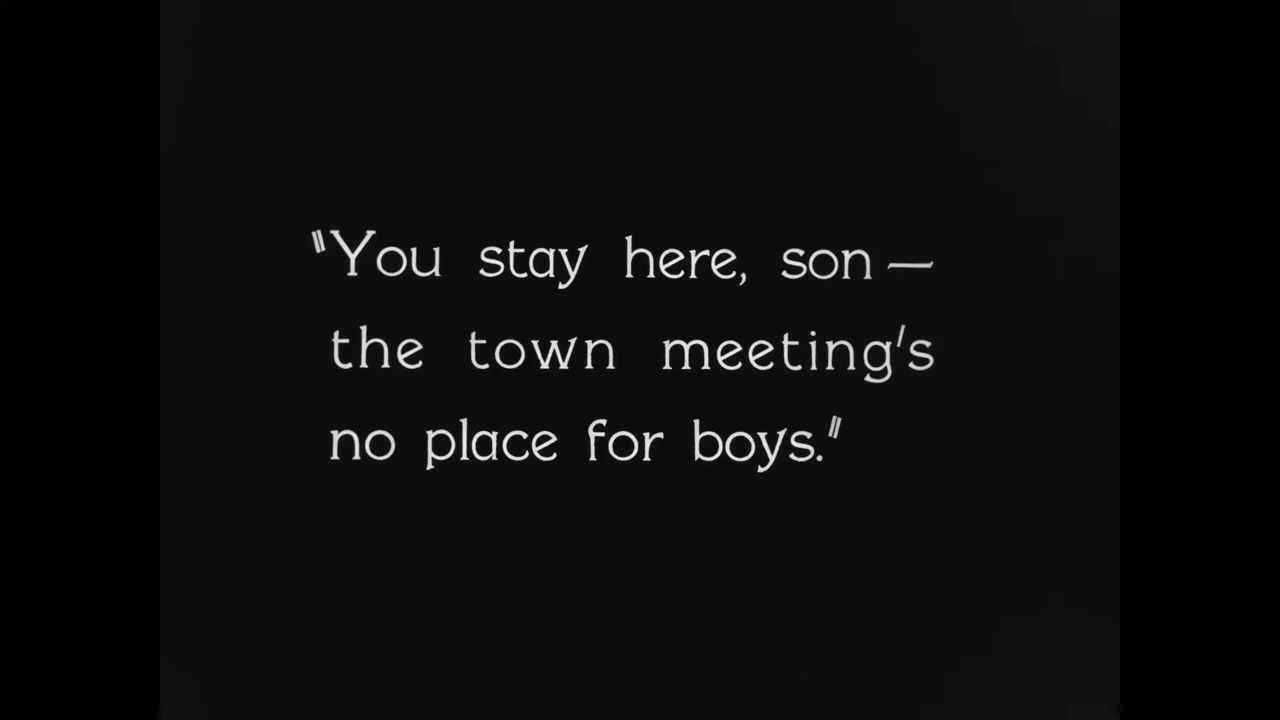 "You stay here, son —
the town meeting's
no place for boys."